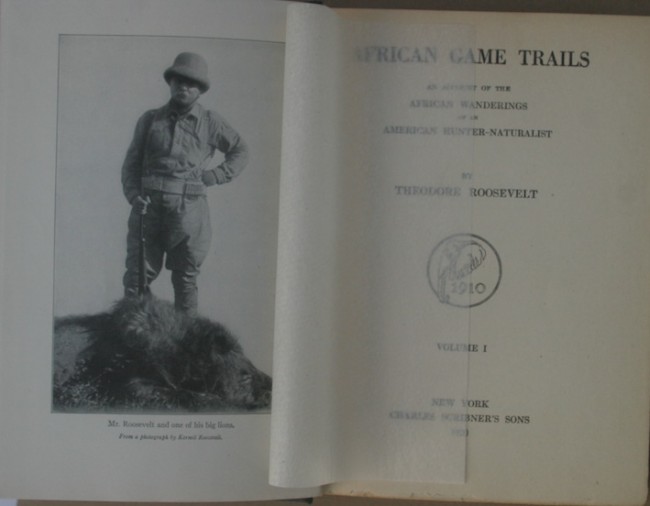 Mr. Roosevelt and one of his big lions.
From a photograph by Kermit Roosevelt.
AFRICAN GAME TRAILS
AN ACCOUNT OF THE
AFRICAN WANDERINGS
OF AN
AMERICAN HUNTER-NATURALIST
BY
THEODORE ROOSEVELT
1910
VOLUME I
NEW YORK
CHARLES SCRIBNER'S SONS